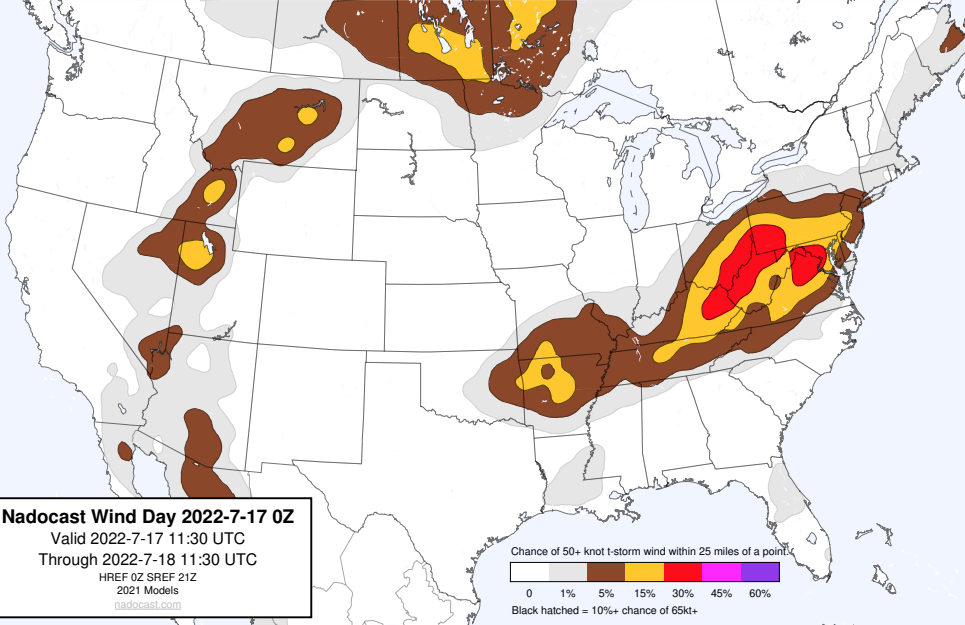 Nadocast Wind Day 2022-7-17 0Z
Valid 2022-7-17 11:30 UTC
Through 2022-7-18 11:30 UTC
HREF 0Z SREF 21Z
2021 Models
nadocast.com
Chance of 50+ knot t-storm wind within 25 miles of a point.
0 1% 5% 15% 30% 45% 60%
Black hatched = 10%+ chance of 65kt+